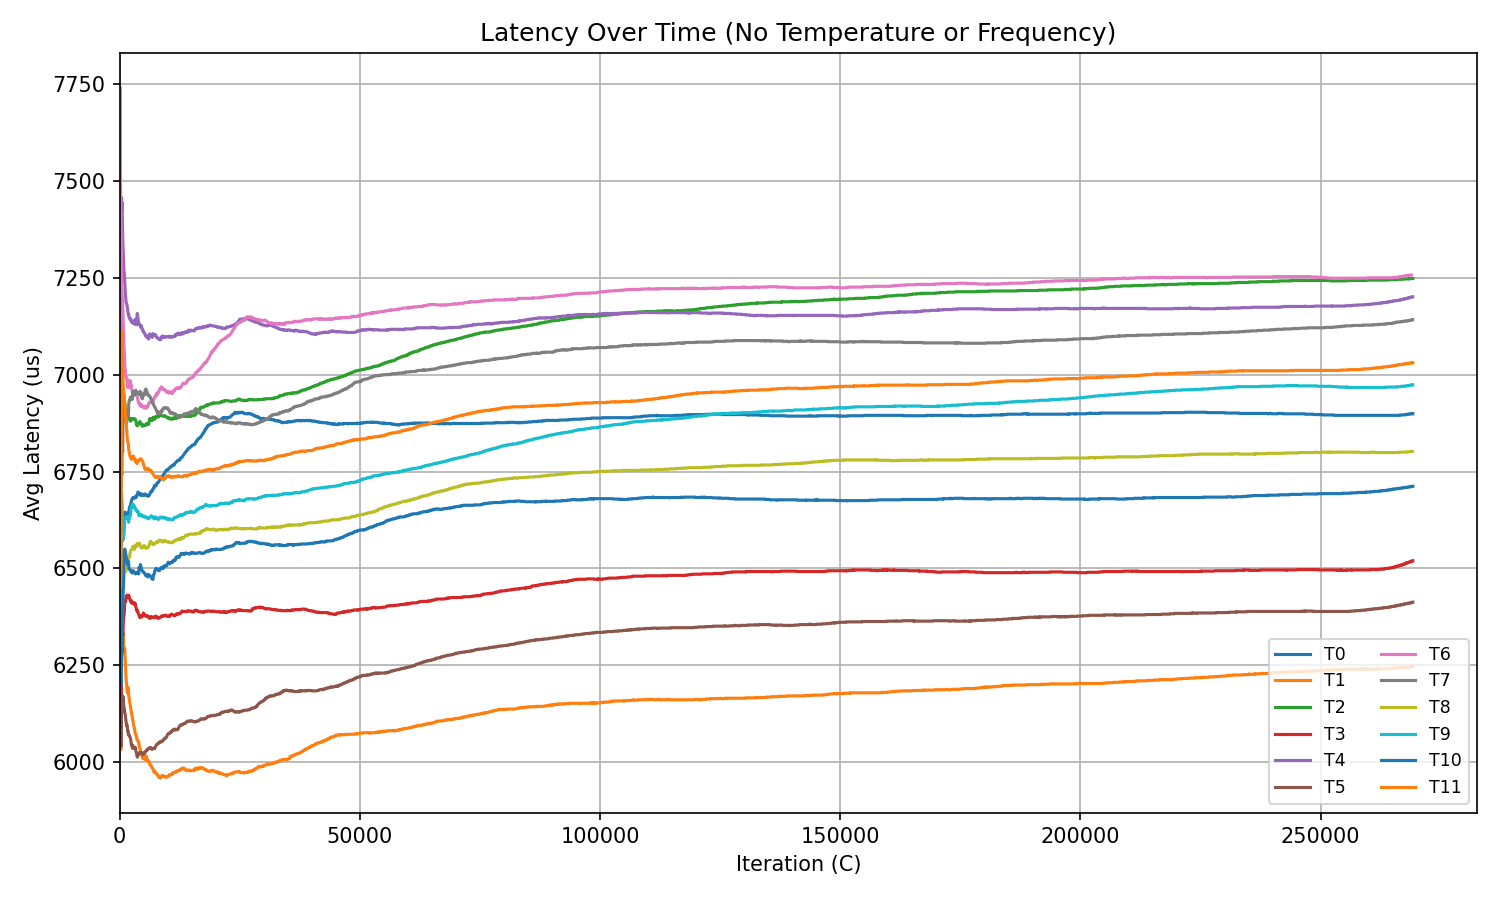 Latency Over Time (No Temperature or Frequency)
Avg Latency (us)
7750
7500
7250
7000
6750
6500
6250
6000
0
50000
100000
150000
200000
250000
Iteration (C)
T0
T1
T2
T3
T4
T5
T6
T7
T8
T9
T10
T11